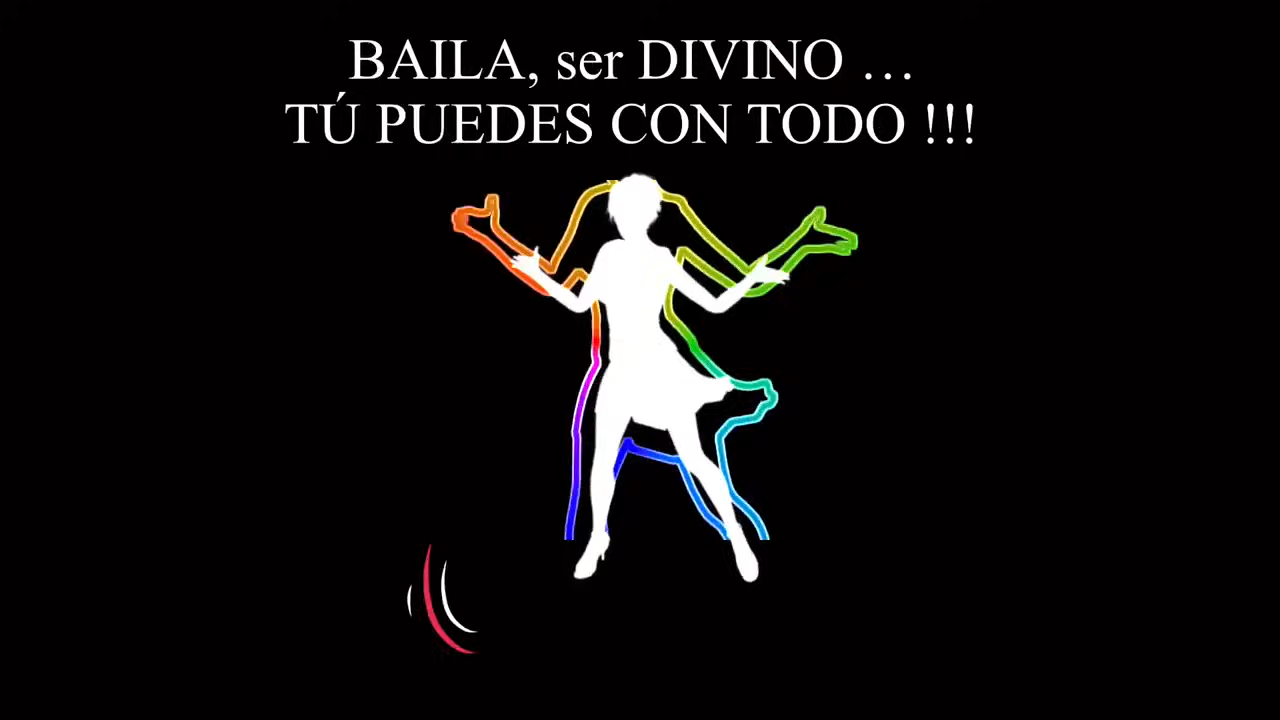 BAILA, ser DIVINO …
TÚ PUEDES CON TODO !!!